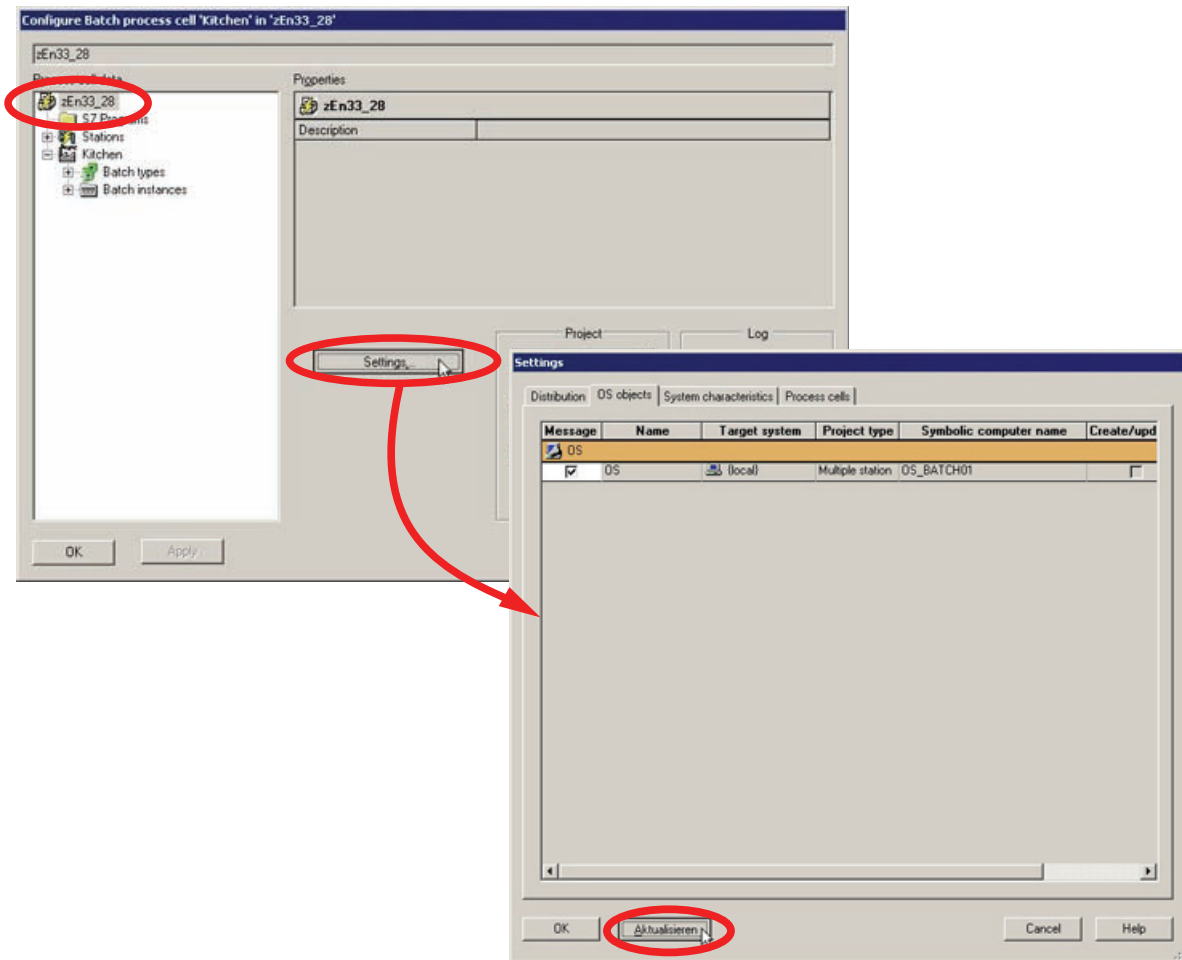 Configure Batch process cell 'Kitchen' in 'zEn33_28'
zEn33_28
Properties
zEn33_28
S7 Programs
Stations
Kitchen
Batch types
Batch instances
zEn33_28
Description
Settings...
Project
Log
OK
Apply
Settings
Distribution
OS objects
System characteristics
Process cells
Message Name Target system Project type Symbolic computer name Create/upd
OS
OS (local) Multiple station OS_BATCH01
OK
Aktualisieren
Cancel
Help